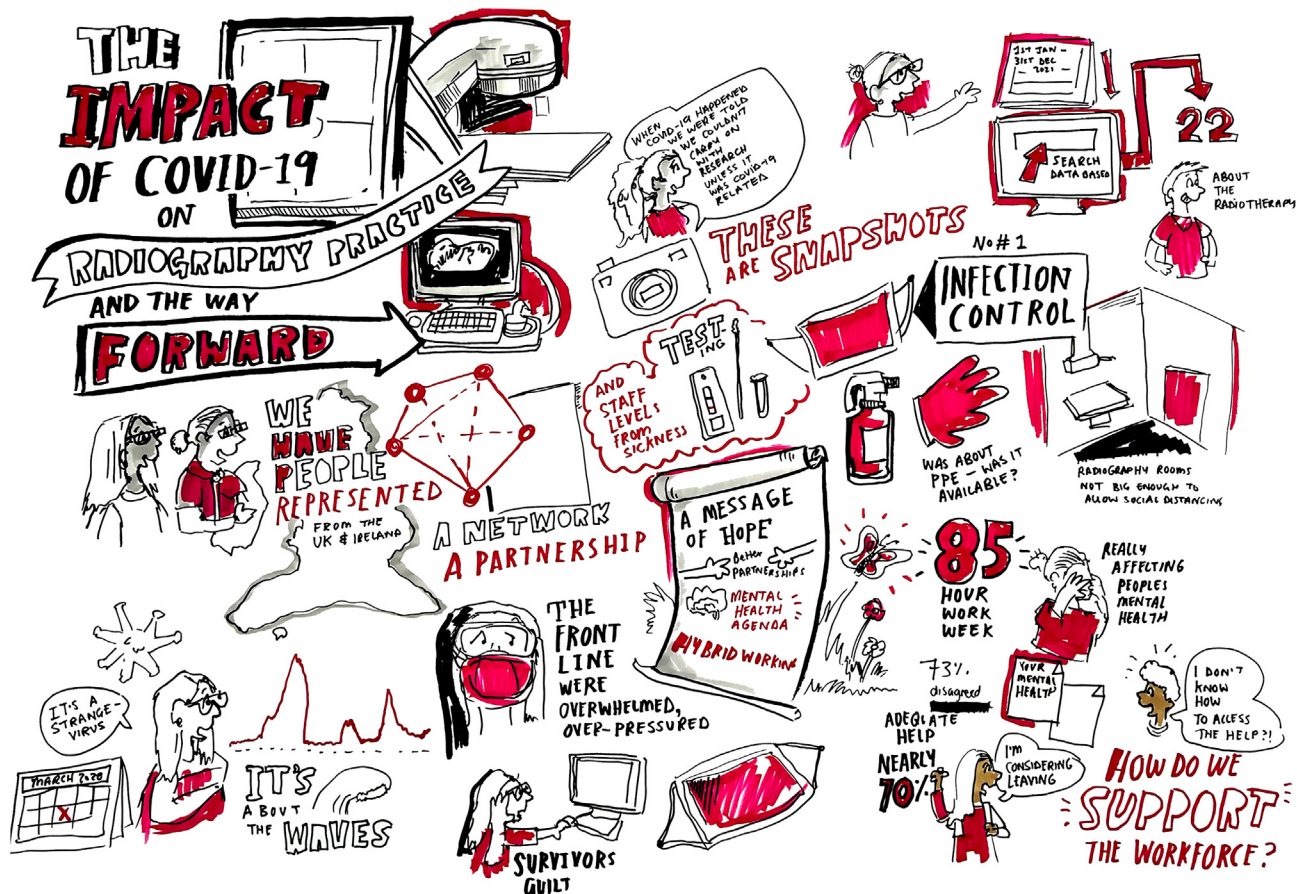 THE
IMPACT
OF COVID-19
ON
RADIOGRAPHY PRACTICE
AND THE WAY
FORWARD
WHEN
COVID-19 HAPPENED
WE WERE TOLD
WE COULDN'T
CARRY ON
WITH
RESEARCH
UNLESS IT
WAS COVID-19
RELATED
THESE
ARE SNAPSHOTS
1ST JAN -
31ST DEC
- 2021 -
SEARCH
DATA BASED
22
ABOUT
THE
RADIOTHERAPY
No # 1
INFECTION
CONTROL
TEST-
ING
AND
STAFF
LEVELS
FROM
SICKNESS
WAS ABOUT
PPE - WAS IT
AVAILABLE?
RADIOGRAPHY ROOMS
NOT BIG ENOUGH TO
ALLOW SOCIAL DISTANCING
WE
HAVE
PEOPLE
REPRESENTED
FROM THE
UK & IRELAND
A NETWORK
A PARTNERSHIP
A MESSAGE
OF HOPE
Better
PARTNERSHIPS
MENTAL
HEALTH
AGENDA
HYBRID WORKING
85
HOUR
WORK
WEEK
REALLY
AFFECTING
PEOPLES
MENTAL
HEALTH
IT'S A
STRANGE-
VIRUS
MARCH 2020
X
IT'S
ABOUT
THE WAVES
THE
FRONT
LINE
WERE
OVERWHELMED,
OVER-PRESSURED
SURVIVORS
GUILT
73%
disagreed
ADEQUATE
HELP
YOUR
MENTAL
HEALTH
I DON'T
KNOW
HOW
TO ACCESS
THE HELP?!
NEARLY
70%
I'M
CONSIDERING
LEAVING
HOW DO WE
SUPPORT
THE WORKFORCE?